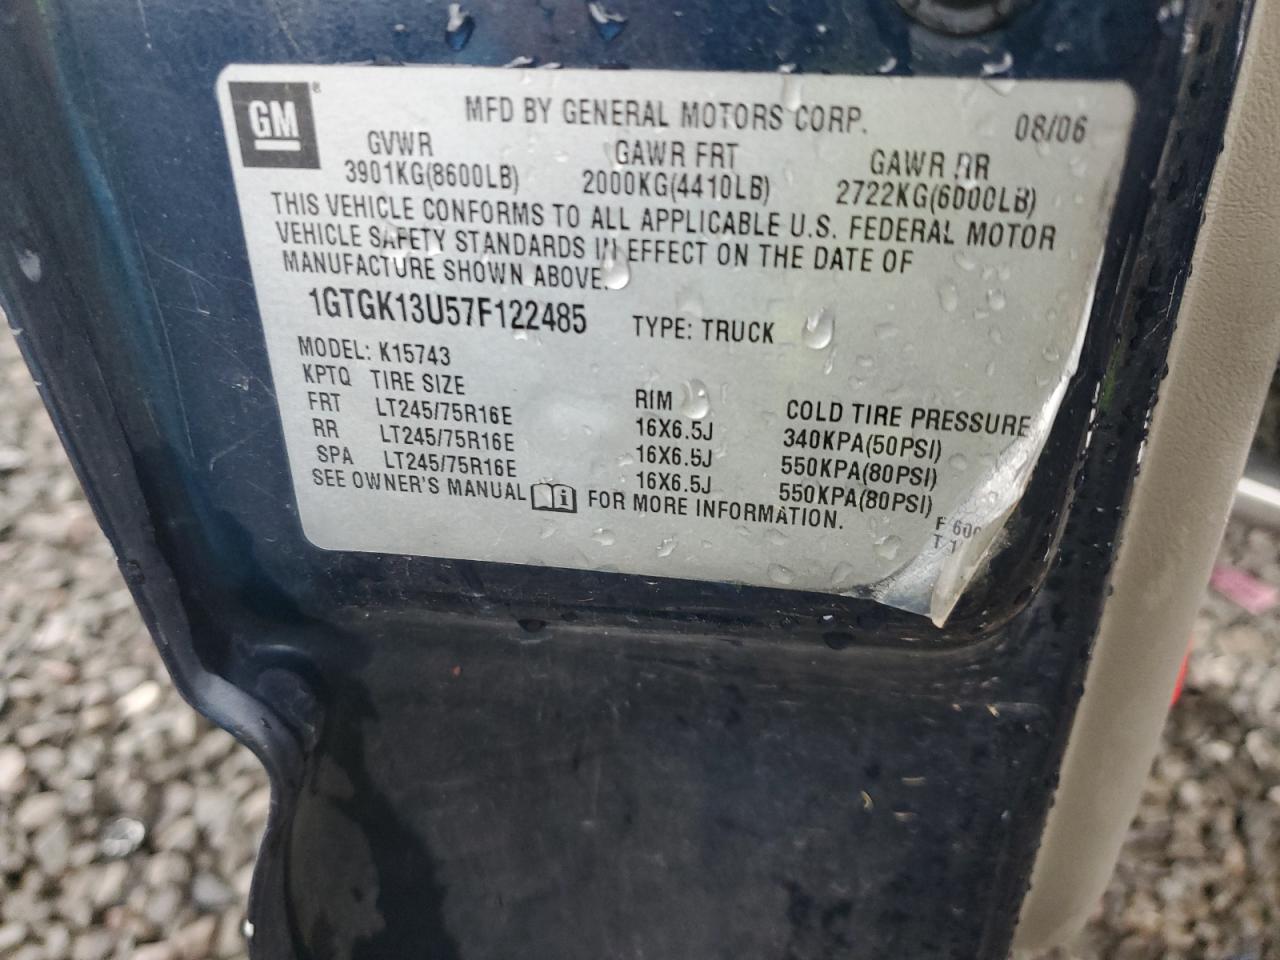 GM
MFD BY GENERAL MOTORS CORP. 08/06
GVWR GAWR FRT GAWR RR
3901KG(8600LB) 2000KG(4410LB) 2722KG(6000LB)
THIS VEHICLE CONFORMS TO ALL APPLICABLE U.S. FEDERAL MOTOR
VEHICLE SAFETY STANDARDS IN EFFECT ON THE DATE OF
MANUFACTURE SHOWN ABOVE.
1GTGK13U57F122485 TYPE: TRUCK
MODEL: K15743
KPTQ TIRE SIZE RIM COLD TIRE PRESSURE
FRT LT245/75R16E 16X6.5J 340KPA(50PSI)
RR LT245/75R16E 16X6.5J 550KPA(80PSI)
SPA LT245/75R16E 16X6.5J 550KPA(80PSI)
SEE OWNER'S MANUAL FOR MORE INFORMATION.
F
T